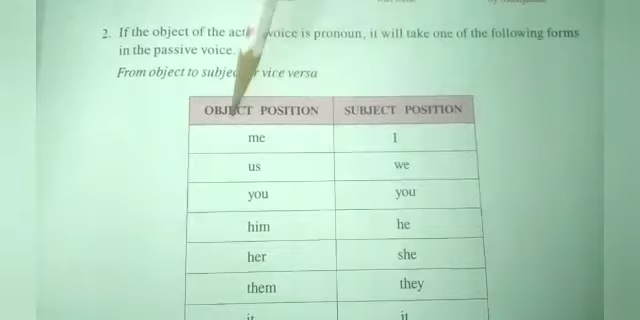 2. If the object of the voice is pronoun, it will take one of the following forms
in the passive voice.
From object to vice versa
OBJECT POSITION SUBJECT POSITION
me I
us we
you you
him he
her she
them they
it it